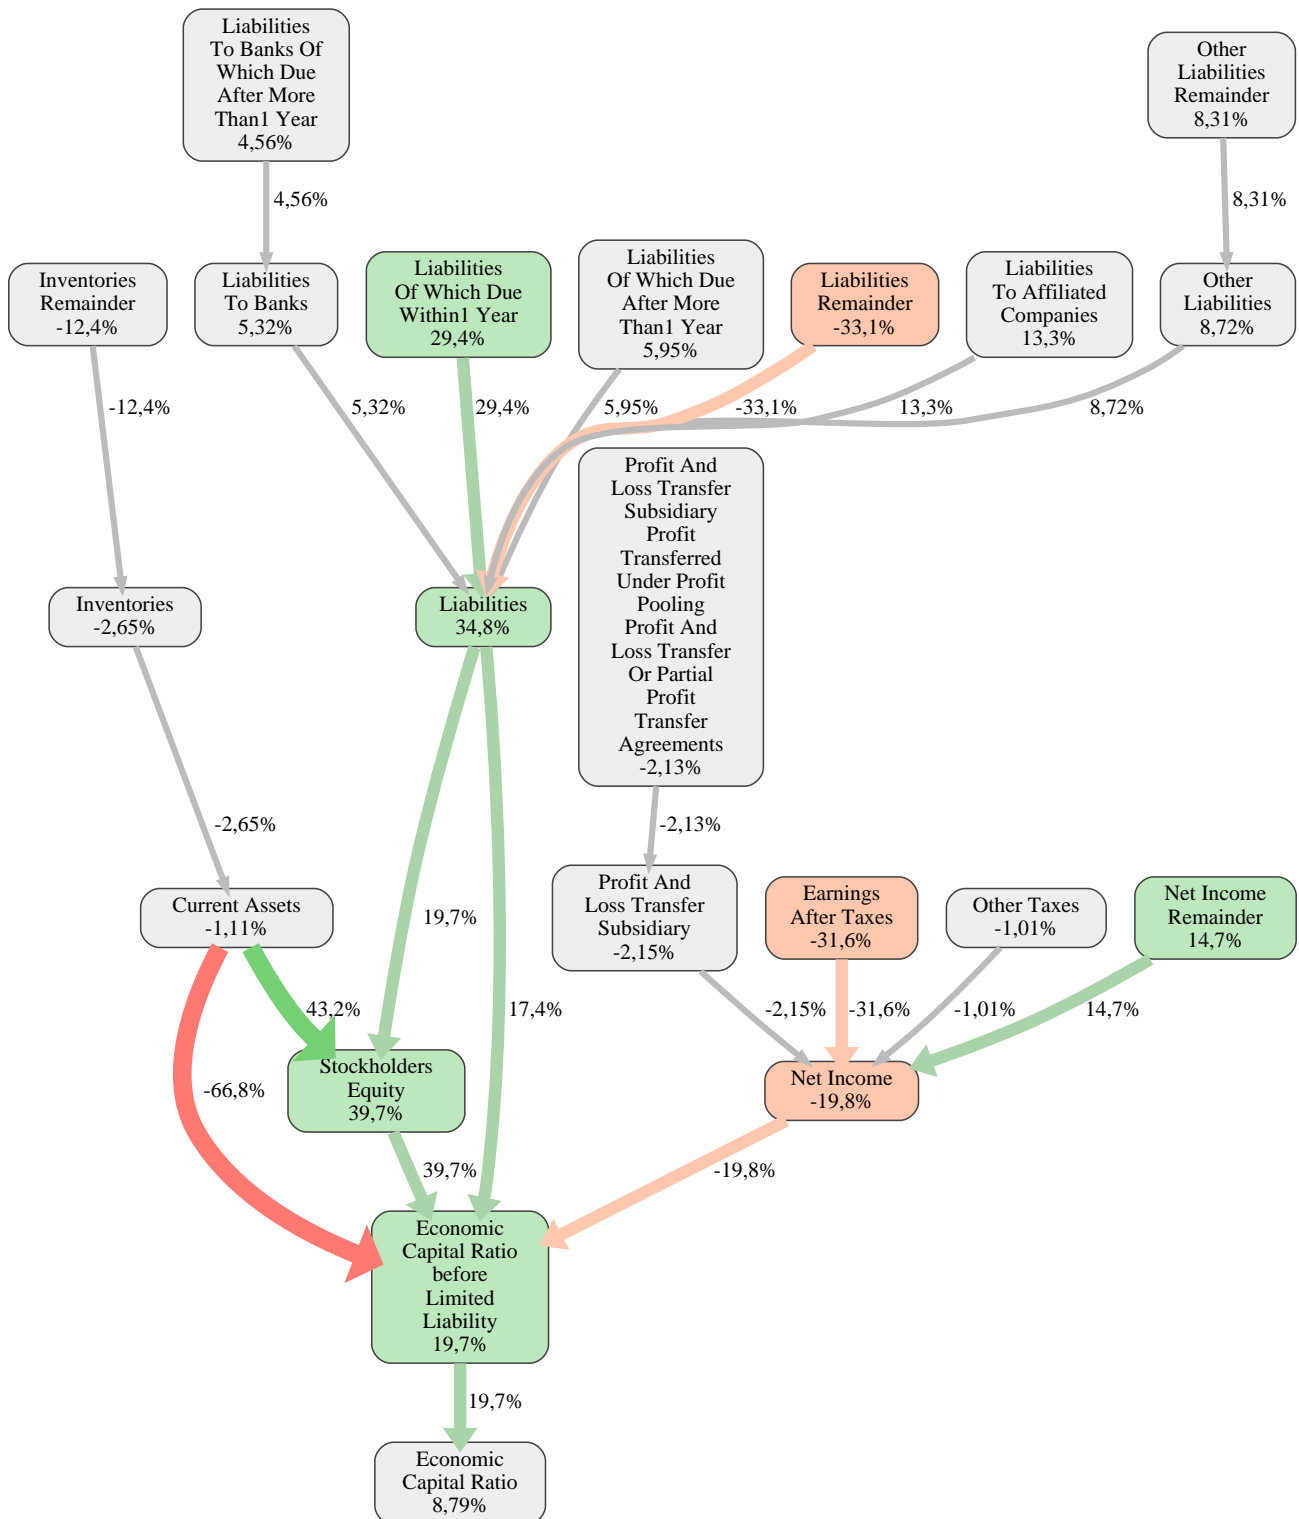 Liabilities
To Banks Of
Which Due
After More
Than1 Year
4,56%
Other
Liabilities
Remainder
8,31%
4,56%
8,31%
Inventories
Remainder
-12,4%
Liabilities
To Banks
5,32%
Liabilities
Of Which Due
Within1 Year
29,4%
Liabilities
Of Which Due
After More
Than1 Year
5,95%
Liabilities
Remainder
-33,1%
Liabilities
To Affiliated
Companies
13,3%
Other
Liabilities
8,72%
-12,4%
5,32%
29,4%
5,95%
-33,1%
13,3%
8,72%
Profit And
Loss Transfer
Subsidiary
Profit
Transferred
Under Profit
Pooling
Profit And
Loss Transfer
Or Partial
Profit
Transfer
Agreements
-2,13%
Inventories
-2,65%
Liabilities
34,8%
-2,65%
-2,13%
Current Assets
-1,11%
19,7%
Profit And
Loss Transfer
Subsidiary
-2,15%
Earnings
After Taxes
-31,6%
Other Taxes
-1,01%
Net Income
Remainder
14,7%
43,2%
17,4%
-2,15%
-31,6%
-1,01%
14,7%
-66,8%
Stockholders
Equity
39,7%
Net Income
-19,8%
39,7%
-19,8%
Economic
Capital Ratio
before
Limited
Liability
19,7%
19,7%
Economic
Capital Ratio
8,79%